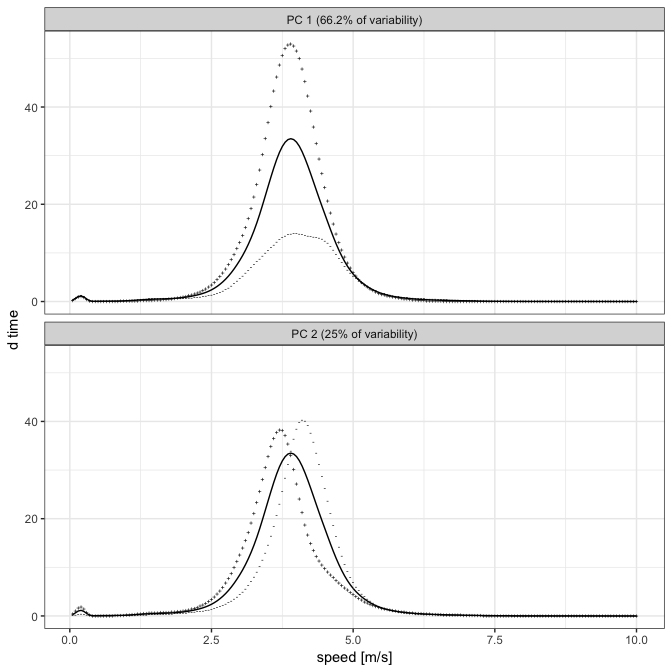 PC 1 (66.2% of variability)
40
20
0
d time
PC 2 (25% of variability)
40
20
0
0.0 2.5 5.0 7.5 10.0
speed [m/s]